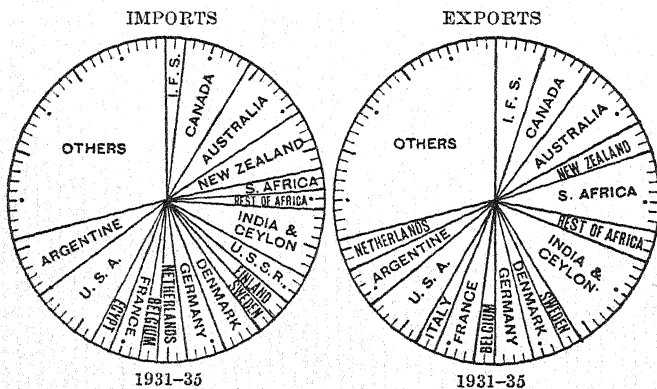 IMPORTS
I. F. S.
CANADA
AUSTRALIA
NEW ZEALAND
S. AFRICA
REST OF AFRICA
INDIA &
CEYLON
U.S.S.R.
FINLAND
SWEDEN
DENMARK
GERMANY
NETHERLANDS
BELGIUM
FRANCE
EGYPT
U. S. A.
ARGENTINE
OTHERS
1931–35
EXPORTS
I. F. S.
CANADA
AUSTRALIA
NEW ZEALAND
S. AFRICA
REST OF AFRICA
INDIA &
CEYLON
SWEDEN
DENMARK
GERMANY
BELGIUM
FRANCE
ITALY
U. S. A.
ARGENTINE
NETHERLANDS
OTHERS
1931–35